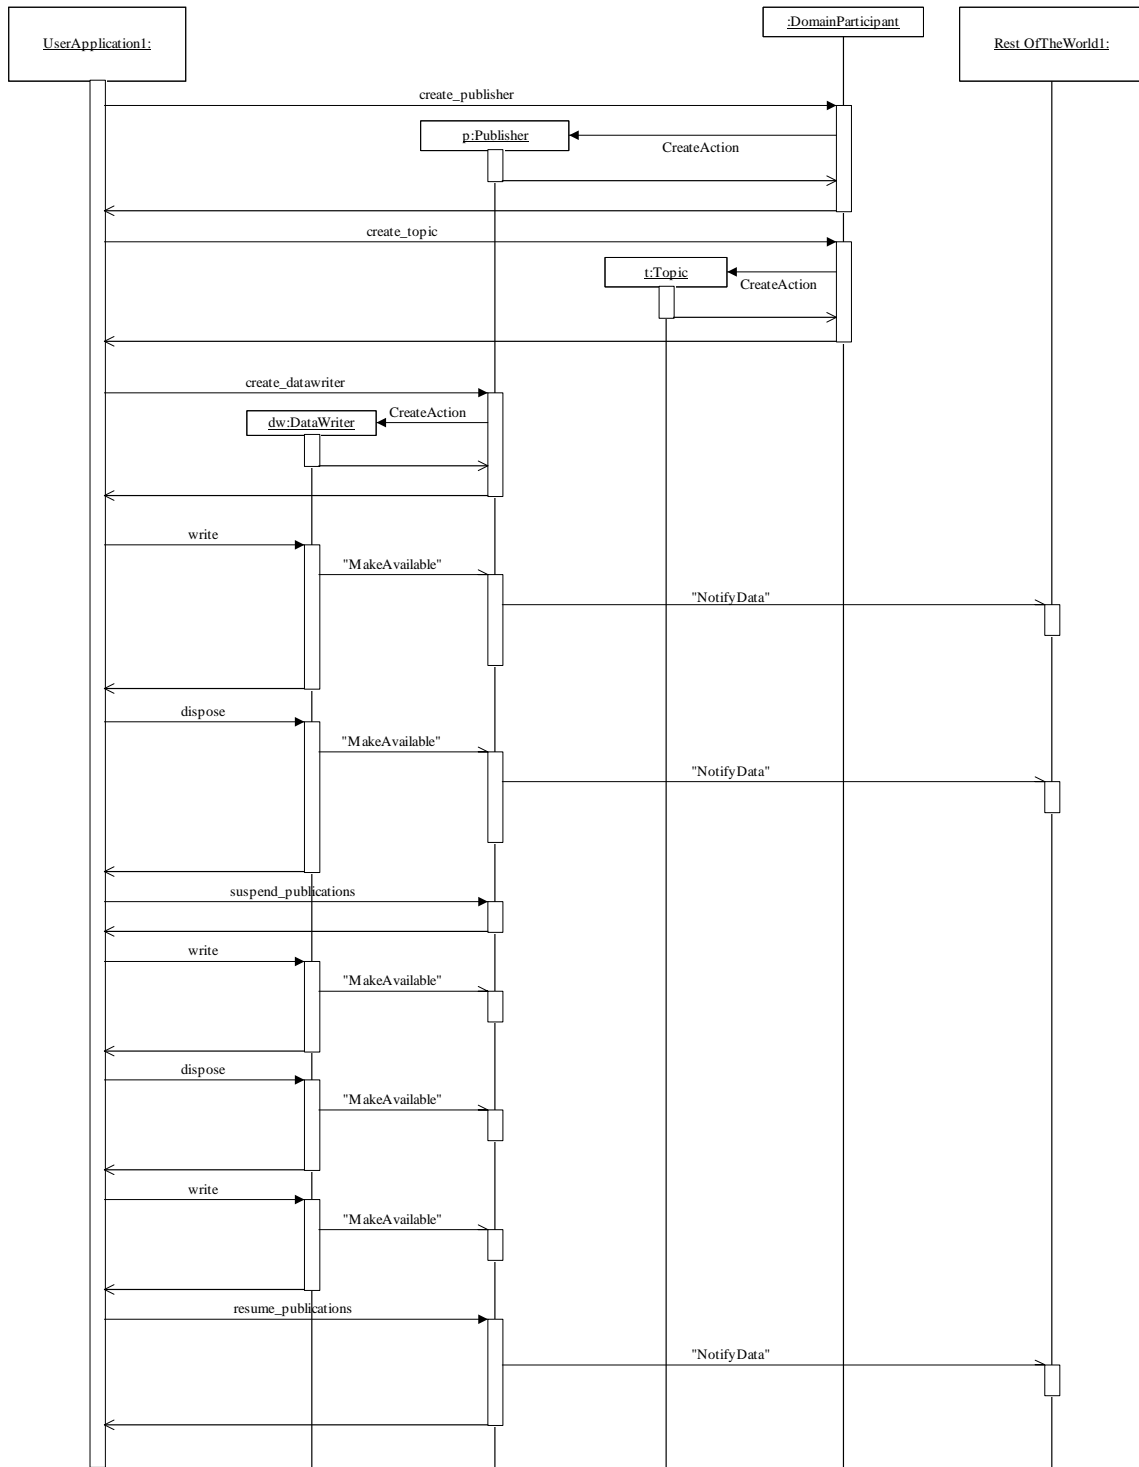 UserApplication1:
:DomainParticipant
Rest OfTheWorld1:
create_publisher
p:Publisher
CreateAction
create_topic
t:Topic
CreateAction
create_datawriter
CreateAction
dw:DataWriter
write
"MakeAvailable"
"NotifyData"
dispose
"MakeAvailable"
"NotifyData"
suspend_publications
write
"MakeAvailable"
dispose
"MakeAvailable"
write
"MakeAvailable"
resume_publications
"NotifyData"